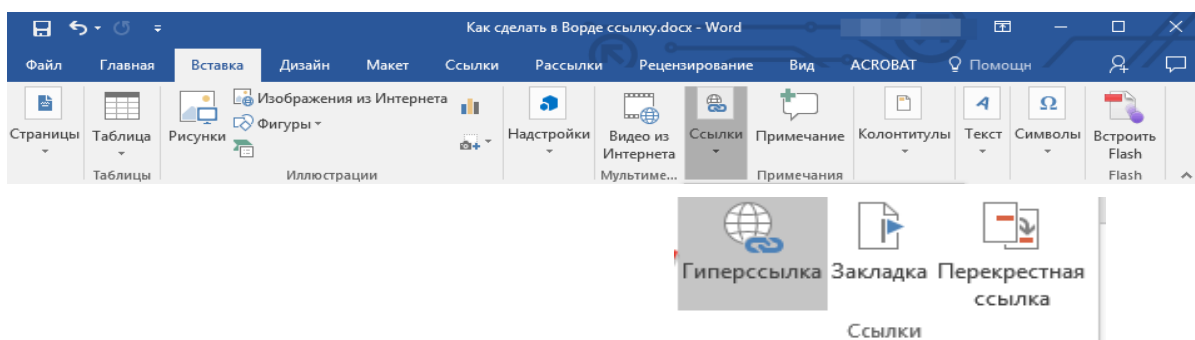 Как сделать в Ворде ссылку.docx - Word
Файл Главная Вставка Дизайн Макет Ссылки Рассылки Рецензирование Вид ACROBAT Помощн
Страницы
Таблица
Рисунки
Изображения из Интернета
Фигуры
Надстройки
Видео из
Интернета
Ссылки
Примечание
Колонтитулы
Текст
Символы
Встроить
Flash
Таблицы Иллюстрации Мультиме... Примечания Flash
Гиперссылка Закладка Перекрестная
ссылка
Ссылки